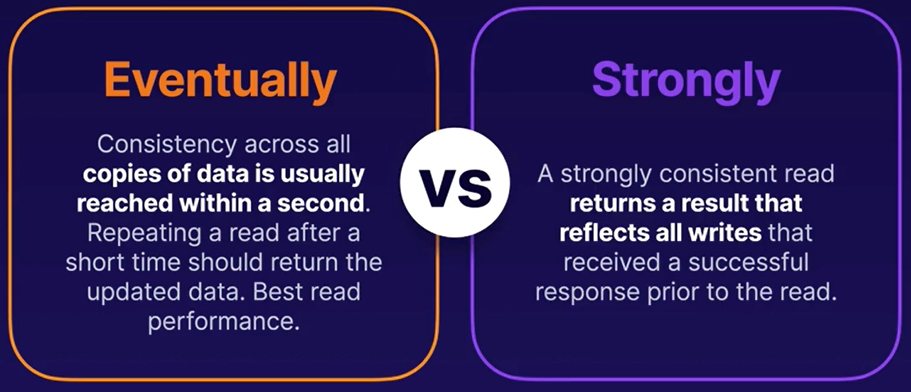 Eventually
Consistency across all
copies of data is usually
reached within a second.
Repeating a read after a
short time should return the
updated data. Best read
performance.
VS
Strongly
A strongly consistent read
returns a result that
reflects all writes that
received a successful
response prior to the read.